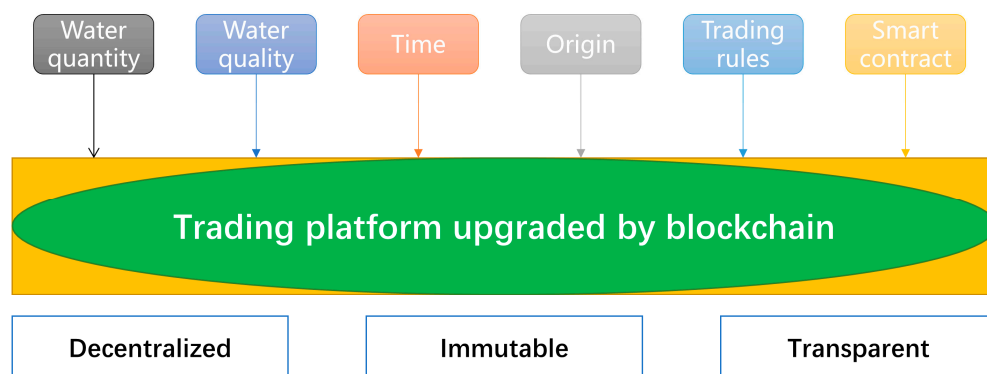 Water
quantity
Water
quality
Time
Origin
Trading
rules
Smart
contract
Trading platform upgraded by blockchain
Decentralized
Immutable
Transparent